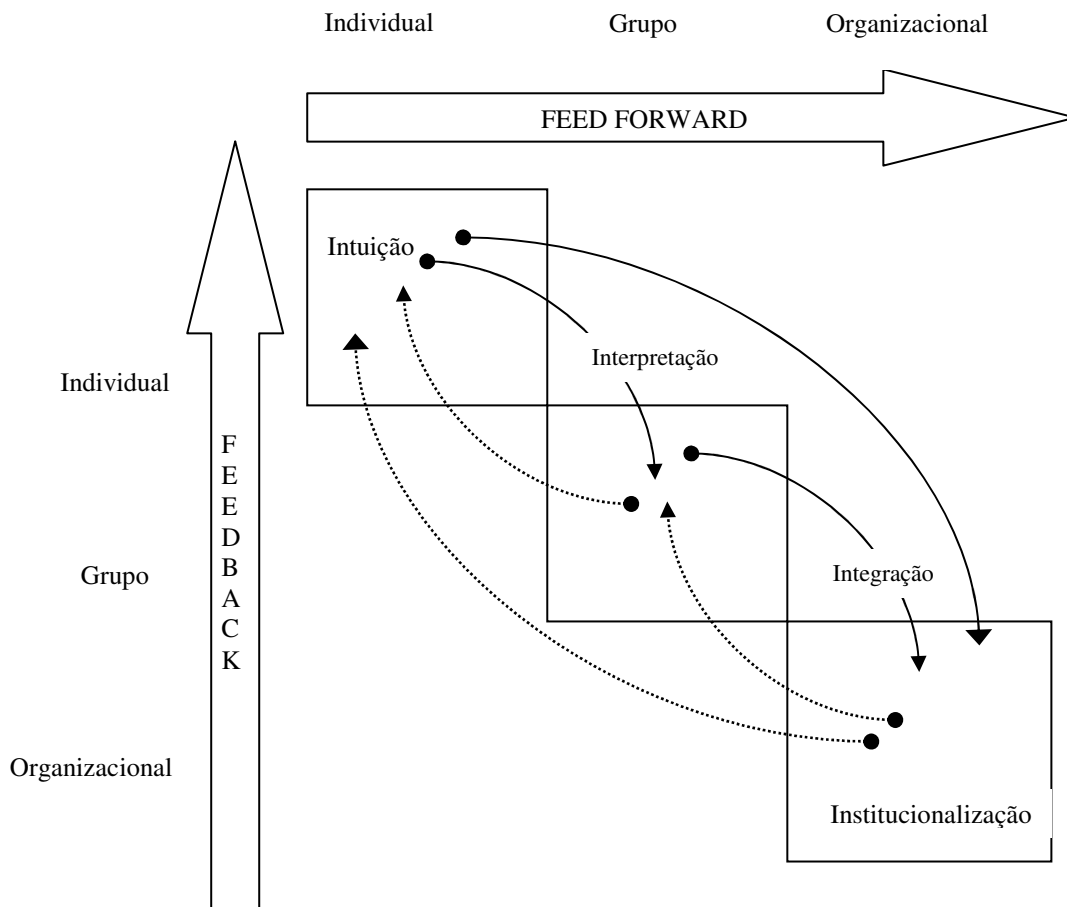 Individual Grupo Organizacional
FEED FORWARD
Intuição
Interpretação
Individual
F
E
E
D
B
A
C
K
Grupo
Integração
Organizacional
Institucionalização